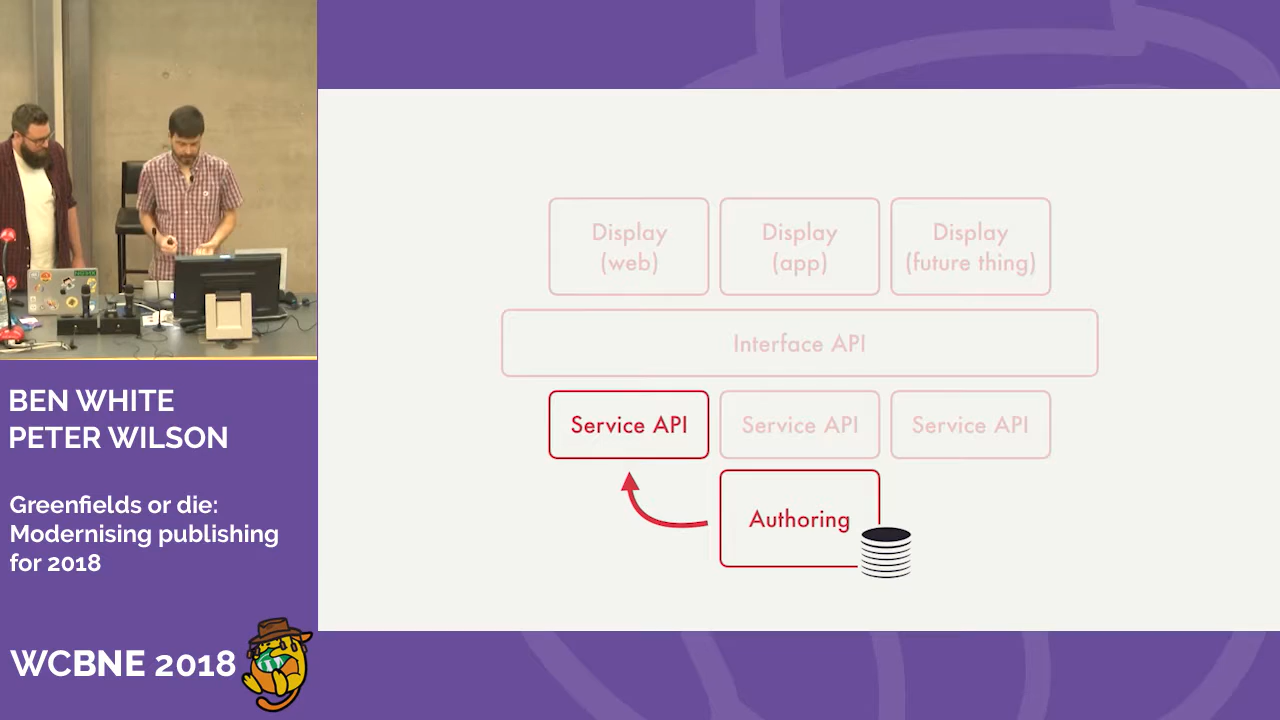 BEN WHITE
PETER WILSON
Greenfields or die:
Modernising publishing
for 2018
WCBNE 2018
Display
(web)
Display
(app)
Display
(future thing)
Interface API
Service API
Service API
Service API
Authoring